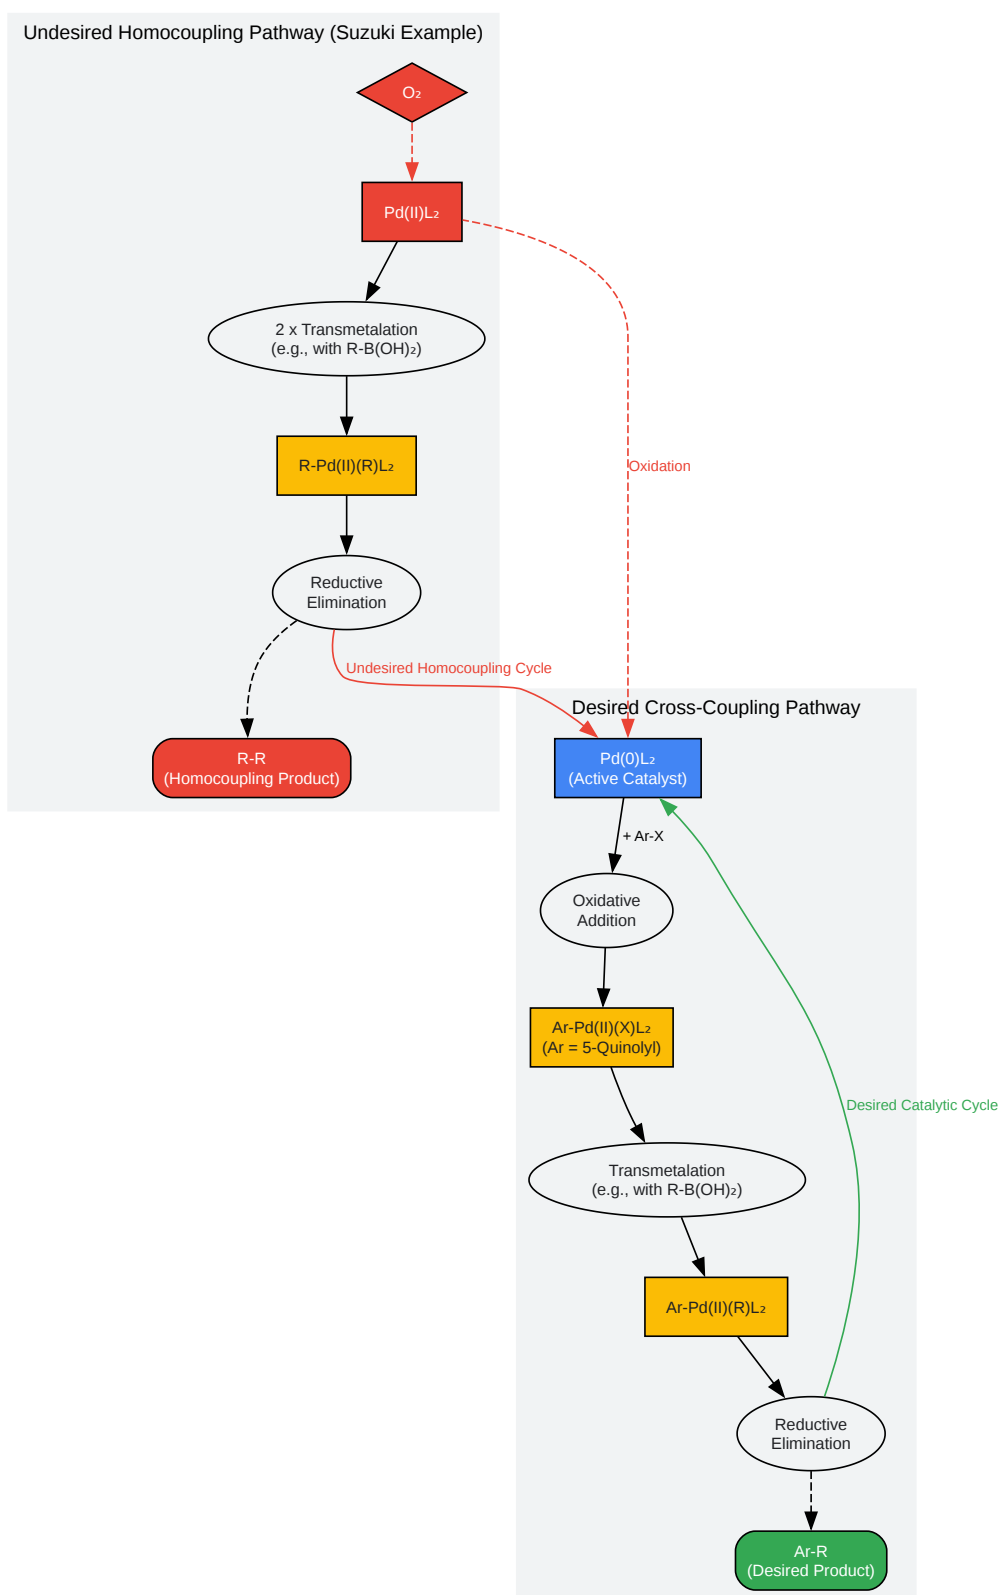 Undesired Homocoupling Pathway (Suzuki Example)
O₂
Pd(II)L₂
2 x Transmetalation
(e.g., with R-B(OH)₂)
R-Pd(II)(R)L₂
Oxidation
Reductive
Elimination
Undesired Homocoupling Cycle
R-R
(Homocoupling Product)
Desired Cross-Coupling Pathway
Pd(0)L₂
(Active Catalyst)
+ Ar-X
Oxidative
Addition
Ar-Pd(II)(X)L₂
(Ar = 5-Quinolyl)
Desired Catalytic Cycle
Transmetalation
(e.g., with R-B(OH)₂)
Ar-Pd(II)(R)L₂
Reductive
Elimination
Ar-R
(Desired Product)